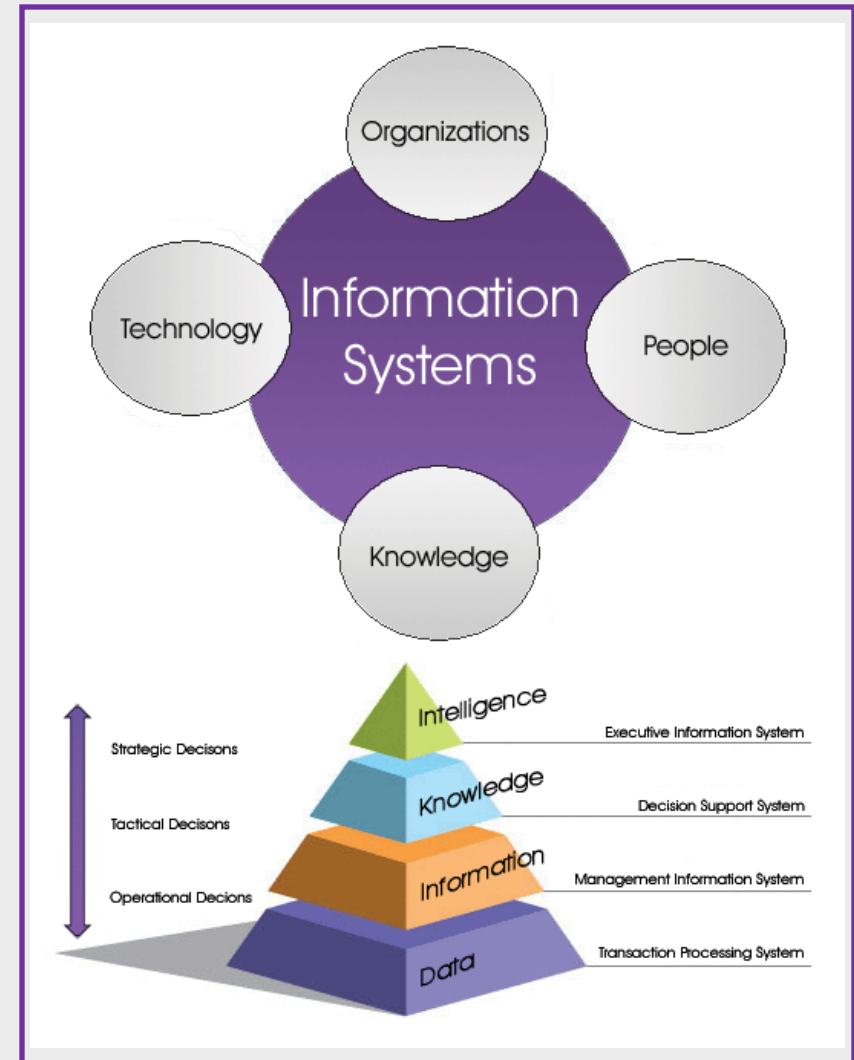 Organizations
Information
Systems
Technology
People
Knowledge
Intelligence
Executive Information System
Strategic Decisons
Knowledge
Decision Support System
Tactical Decisons
Information
Management Information System
Operational Decions
Data
Transaction Processing System